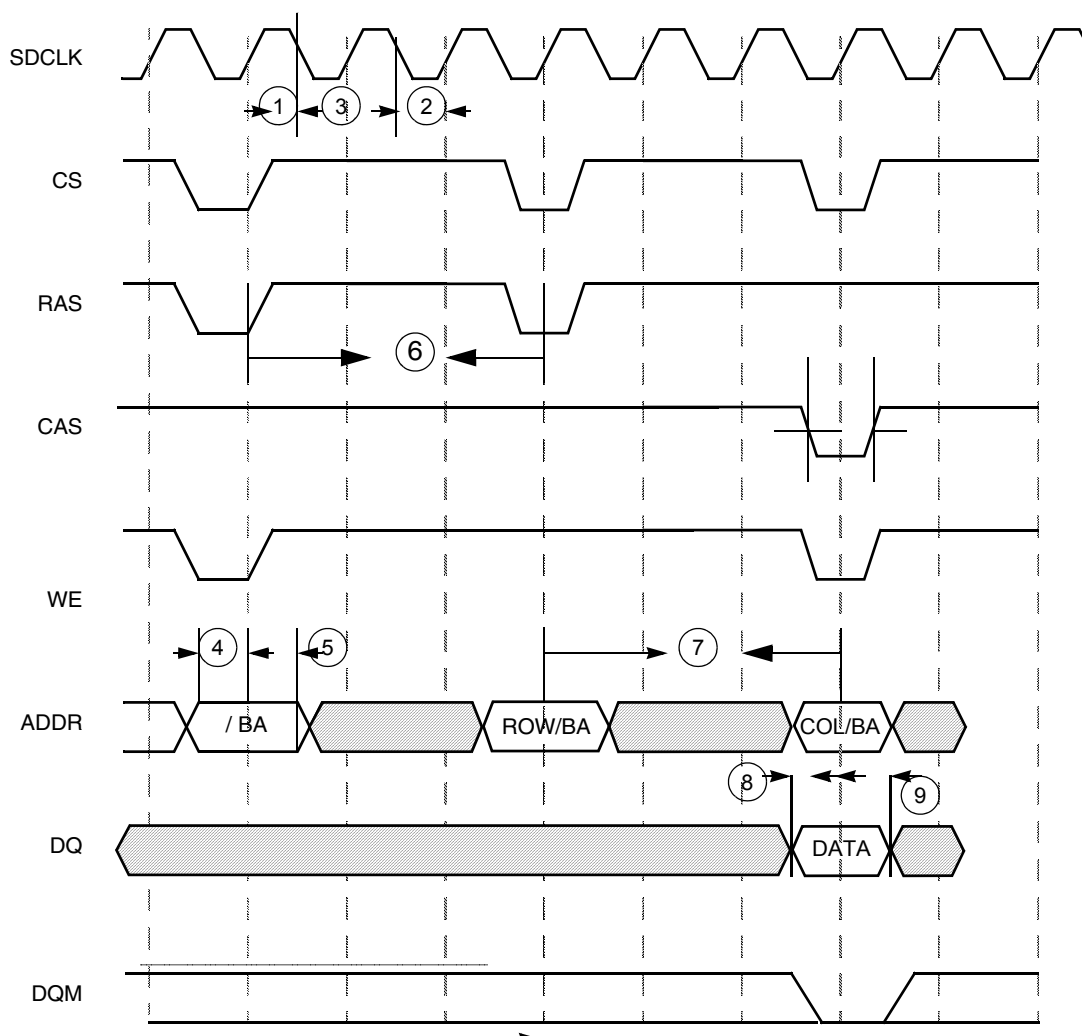 SDCLK
1 3 2
CS
RAS
6
CAS
WE
4 5 7
ADDR / BA ROW/BA COL/BA
8 9
DQ DATA
DQM